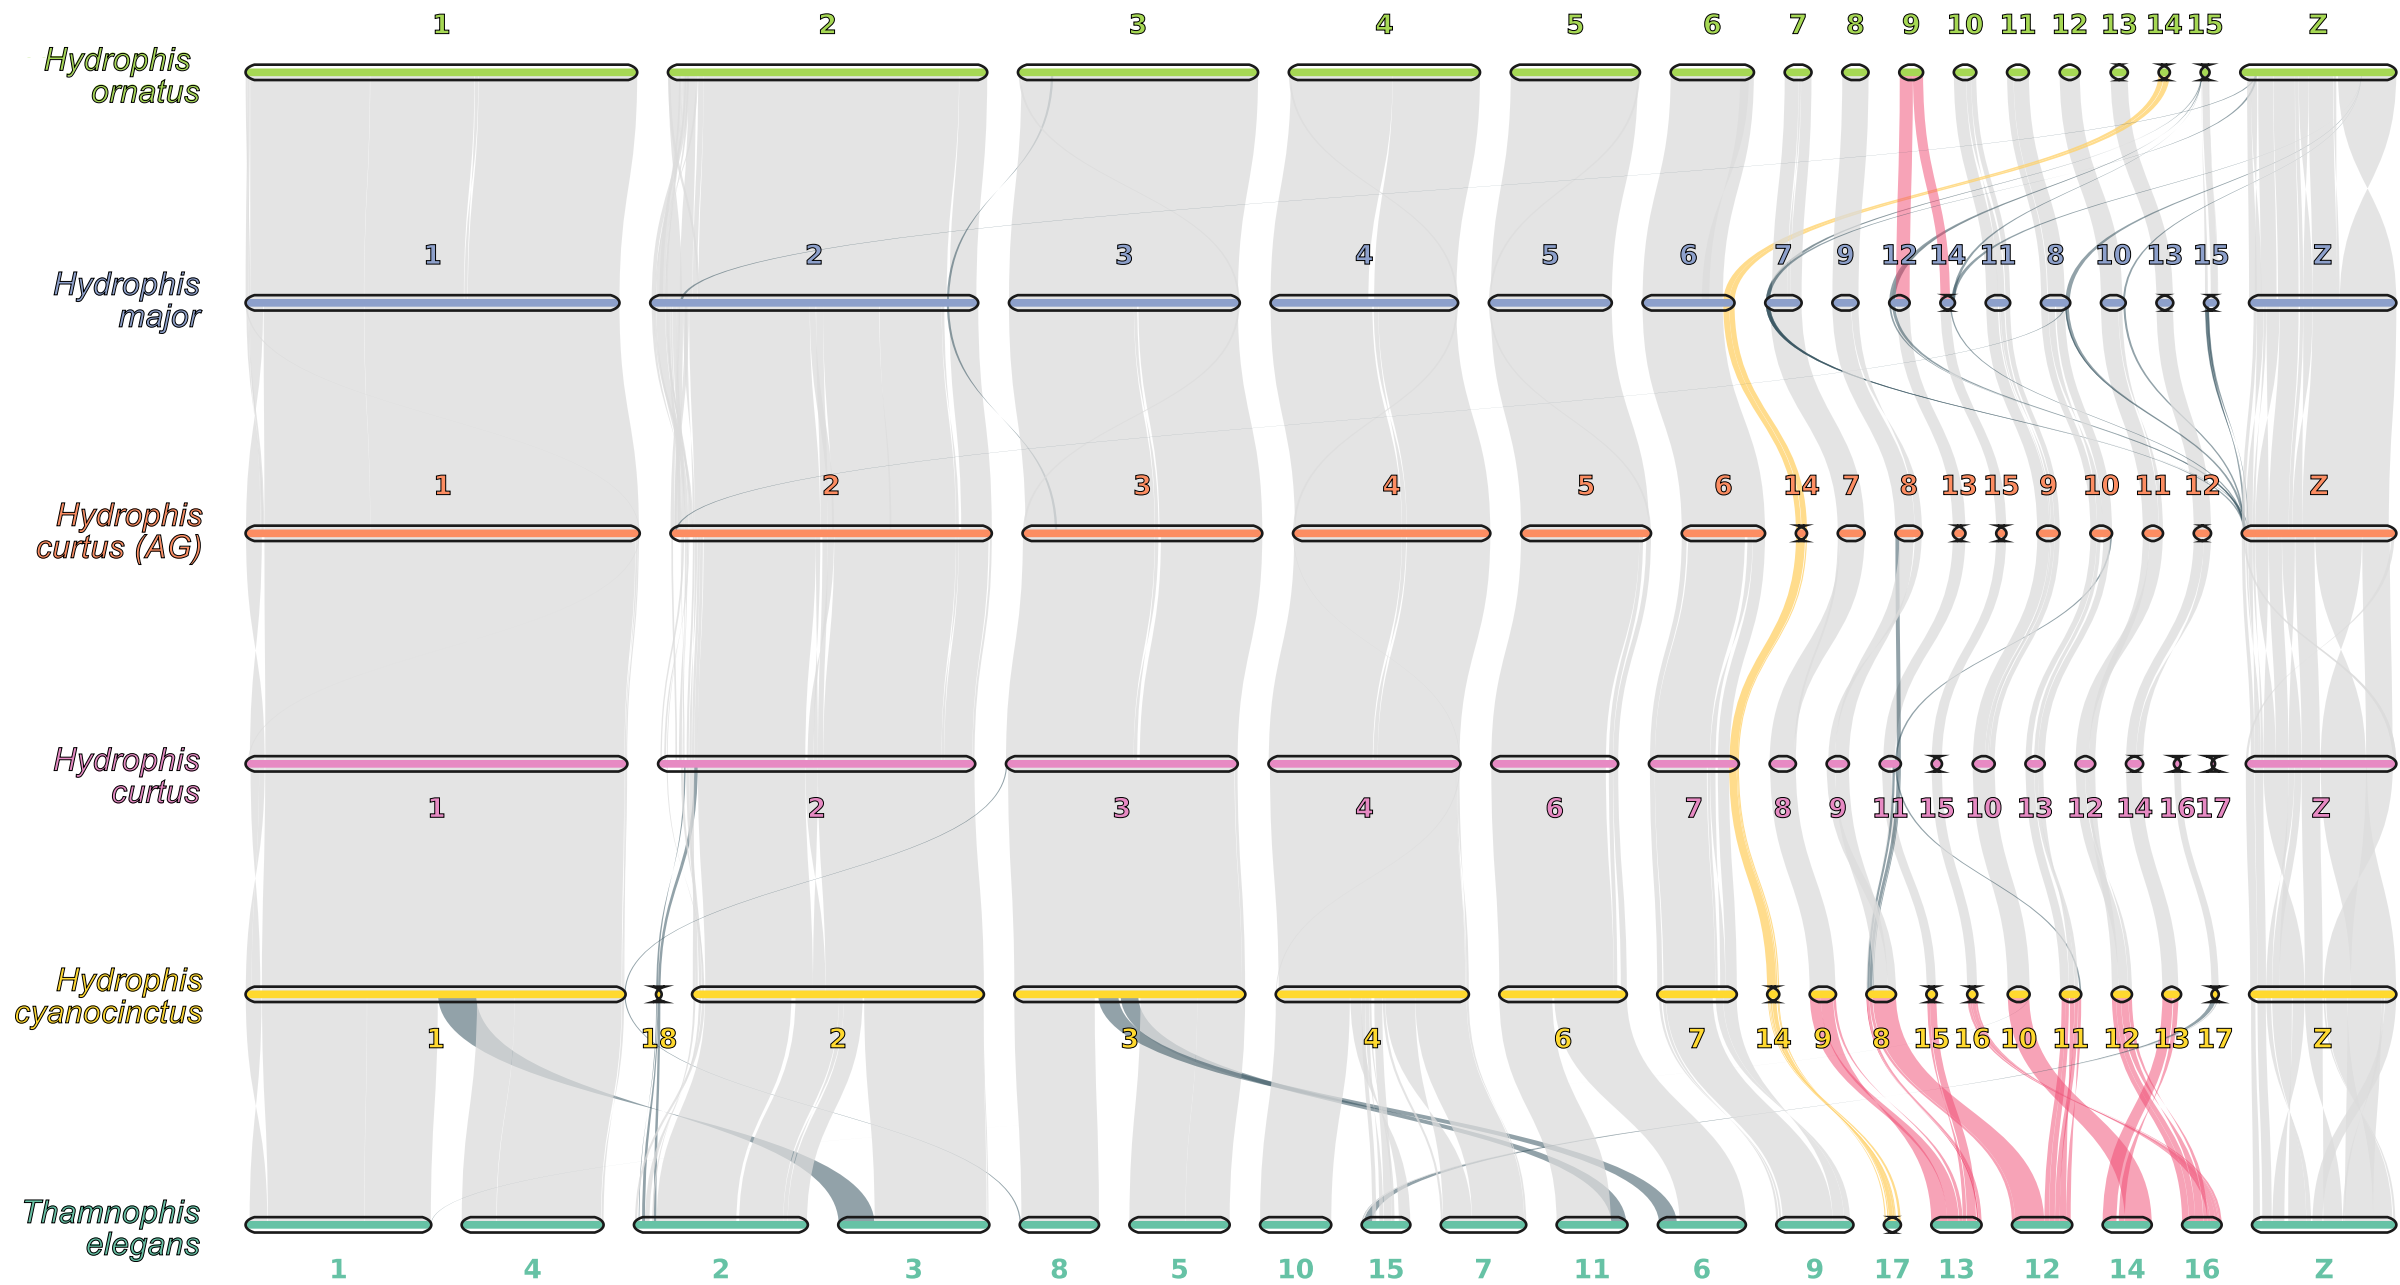 1 2 3 4 5 6 7 8 9 10 11 12 13 14 15 Z
Hydrophis
ornatus
1 2 3 4 5 6 7 9 12 14 11 8 10 13 15 Z
Hydrophis
major
1 2 3 4 5 6 14 7 8 13 15 9 10 11 12 Z
Hydrophis
curtus (AG)
Hydrophis
curtus
1 2 3 4 6 7 8 9 11 15 10 13 12 14 16 17 Z
Hydrophis
cyanocinctus
1 18 2 3 4 6 7 14 9 8 15 16 10 11 12 13 17 Z
Thamnophis
elegans
1 4 2 3 8 5 10 15 7 11 6 9 17 13 12 14 16 Z